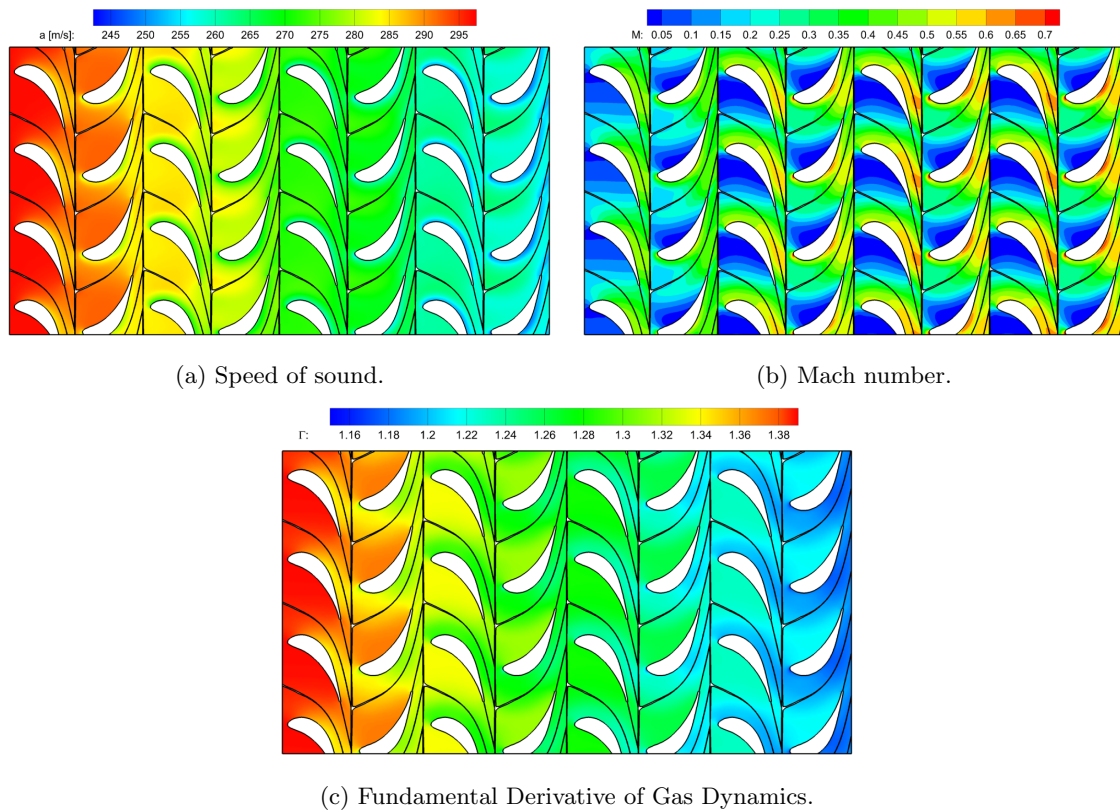 a [m/s]: 245 250 255 260 265 270 275 280 285 290 295
M: 0.05 0.1 0.15 0.2 0.25 0.3 0.35 0.4 0.45 0.5 0.55 0.6 0.65 0.7
(a) Speed of sound.
(b) Mach number.
Γ: 1.16 1.18 1.2 1.22 1.24 1.26 1.28 1.3 1.32 1.34 1.36 1.38
(c) Fundamental Derivative of Gas Dynamics.